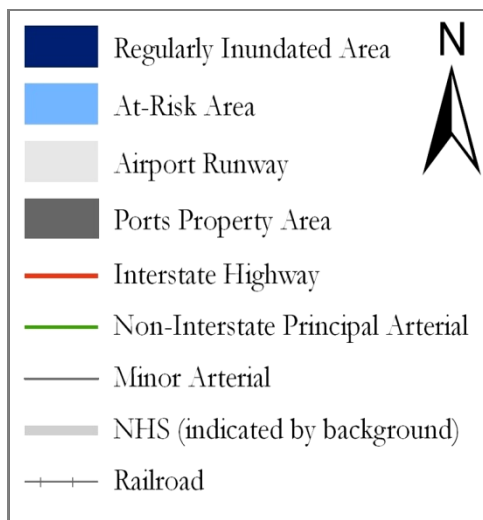 N
Regularly Inundated Area
At-Risk Area
Airport Runway
Ports Property Area
Interstate Highway
Non-Interstate Principal Arterial
Minor Arterial
NHS (indicated by background)
Railroad